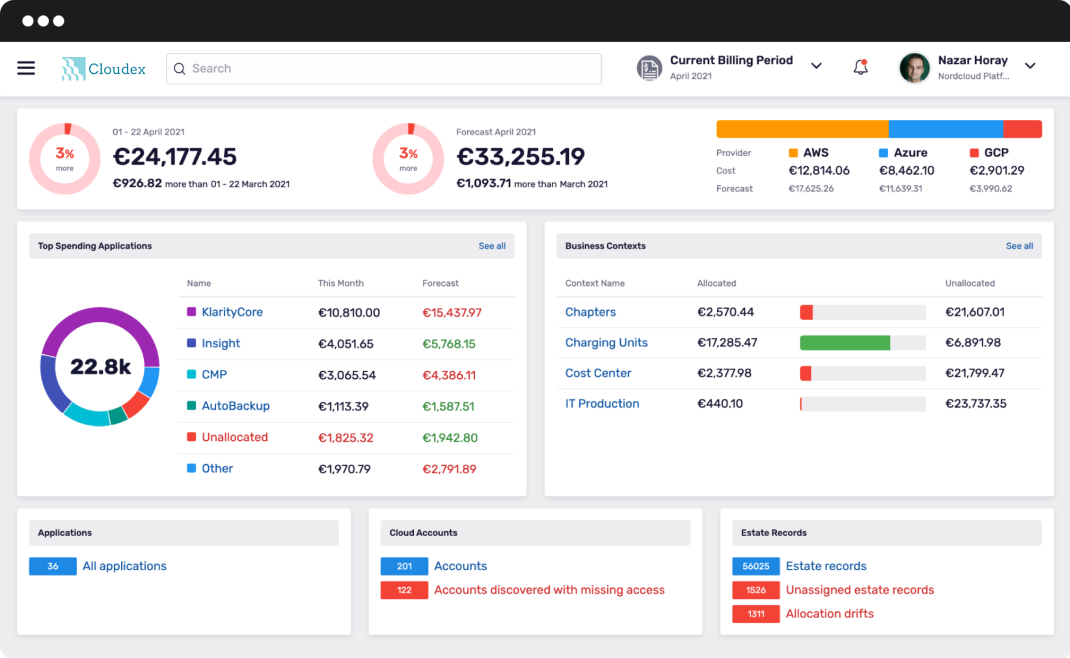 Cloudex
Search
Current Billing Period
April 2021
Nazar Horay
Nordcloud Platf...
3%
more
01 - 22 April 2021
€24,177.45
€926.82 more than 01 - 22 March 2021
3%
more
Forecast April 2021
€33,255.19
€1,093.71 more than March 2021
Provider AWS Azure GCP
Cost €12,814.06 €8,462.10 €2,901.29
Forecast €17,625.26 €11,639.31 €3,990.62
Top Spending Applications See all
22.8k
Name This Month Forecast
KlarityCore €10,810.00 €15,437.97
Insight €4,051.65 €5,768.15
CMP €3,065.54 €4,386.11
AutoBackup €1,113.39 €1,587.51
Unallocated €1,825.32 €1,942.80
Other €1,970.79 €2,791.89
Business Contexts See all
Context Name Allocated Unallocated
Chapters €2,570.44 €21,607.01
Charging Units €17,285.47 €6,891.98
Cost Center €2,377.98 €21,799.47
IT Production €440.10 €23,737.35
Applications
36 All applications
Cloud Accounts
201 Accounts
122 Accounts discovered with missing access
Estate Records
56025 Estate records
1526 Unassigned estate records
1311 Allocation drifts